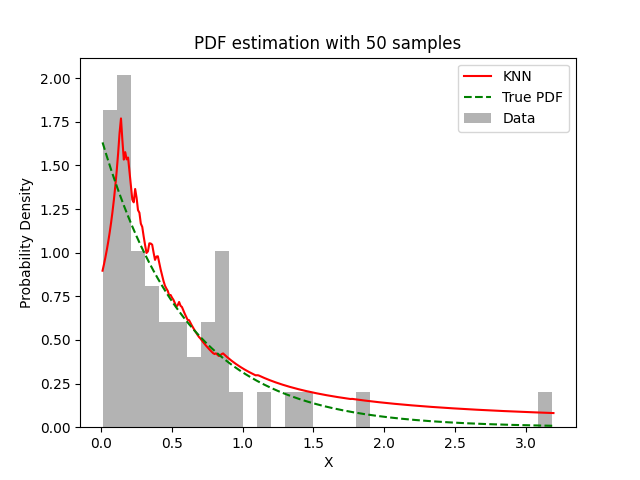 PDF estimation with 50 samples
KNN
True PDF
Data
Probability Density
2.00
1.75
1.50
1.25
1.00
0.75
0.50
0.25
0.00
0.0 0.5 1.0 1.5 2.0 2.5 3.0
X